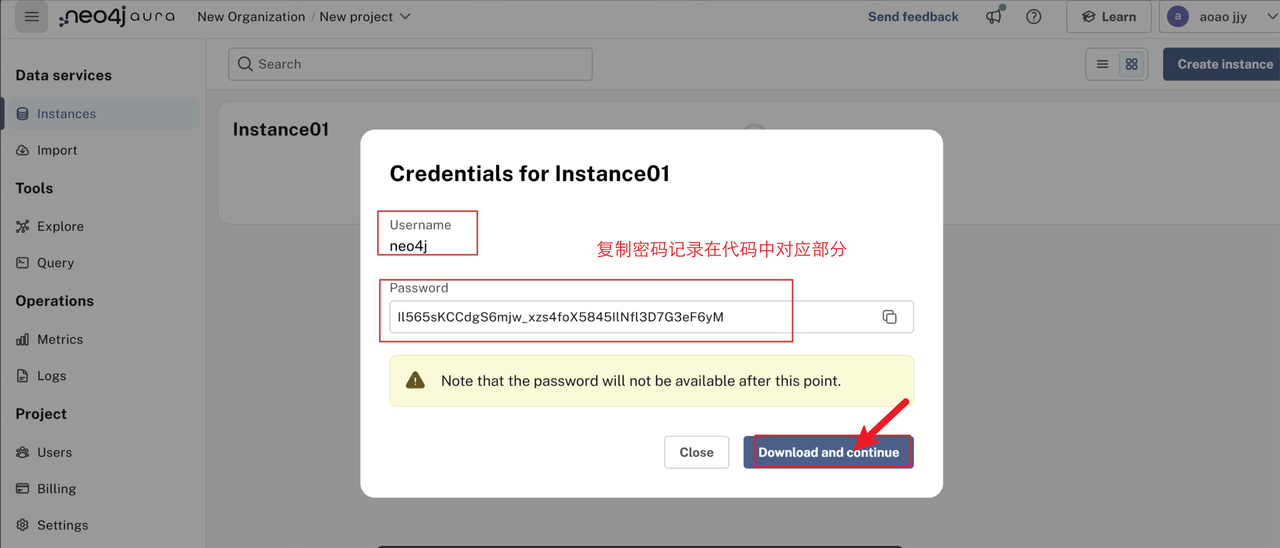 neo4j aura New Organization / New project Send feedback Learn a aoao jjy
Data services
Search
Create instance
Instances
Instance01
Import
Tools
Explore
Query
Operations
Metrics
Logs
Project
Users
Billing
Settings
Credentials for Instance01
Username
neo4j
复制密码记录在代码中对应部分
Password
Il565sKCCdgS6mjw_xzs4foX5845IlNfl3D7G3eF6yM
Note that the password will not be available after this point.
Close
Download and continue